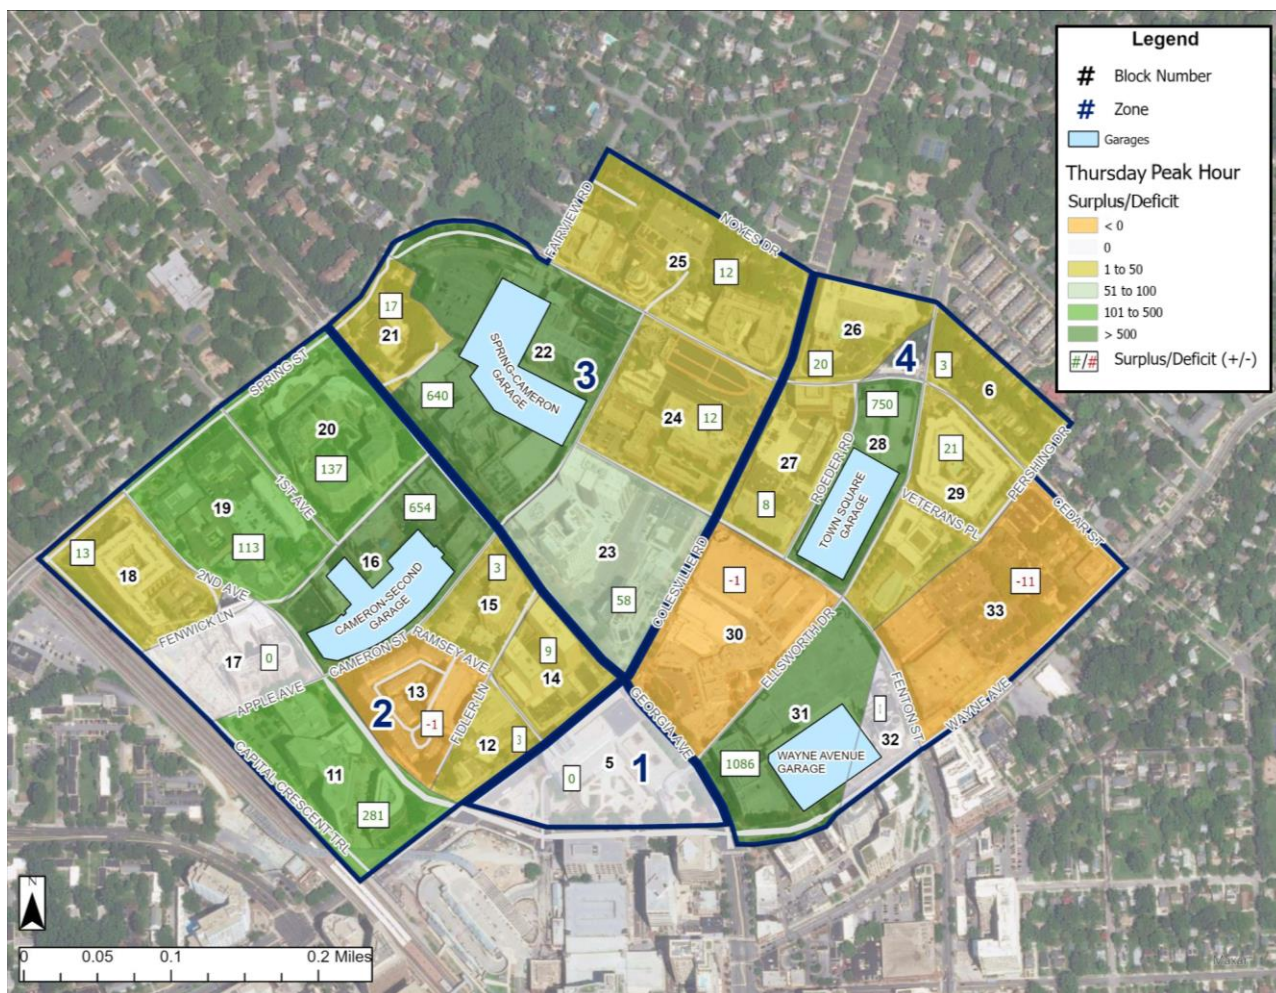 Legend
# Block Number
# Zone
Garages
Thursday Peak Hour
Surplus/Deficit
< 0
0
1 to 50
51 to 100
101 to 500
> 500
#/# Surplus/Deficit (+/-)
NOYES DR
FAIRVIEW RD
25
12
17
21
26
20
4
3
6
22
3
SPRING-CAMERON
GARAGE
640
SPRING ST
24
12
750
28
27
8
ROEDER RD
21
29
VETERANS PL
PERSHING DR
CEDAR ST
TOWN SQUARE
GARAGE
20
137
1ST AVE
19
113
654
16
CAMERON-SECOND
GARAGE
13
18
2ND AVE
FENWICK LN
17
0
APPLE AVE
CAMERON ST
RAMSEY AVE
3
15
23
58
COLESVILLE RD
-1
30
-11
33
ELLSWORTH DR
FENTON ST
WAYNE AVE
9
14
13
-1
2
FIDLER LN
12
3
11
281
CAPITAL CRESCENT TRL
GEORGIA AVE
5
1
0
31
32
1086
WAYNE AVENUE
GARAGE
N
0 0.05 0.1 0.2 Miles